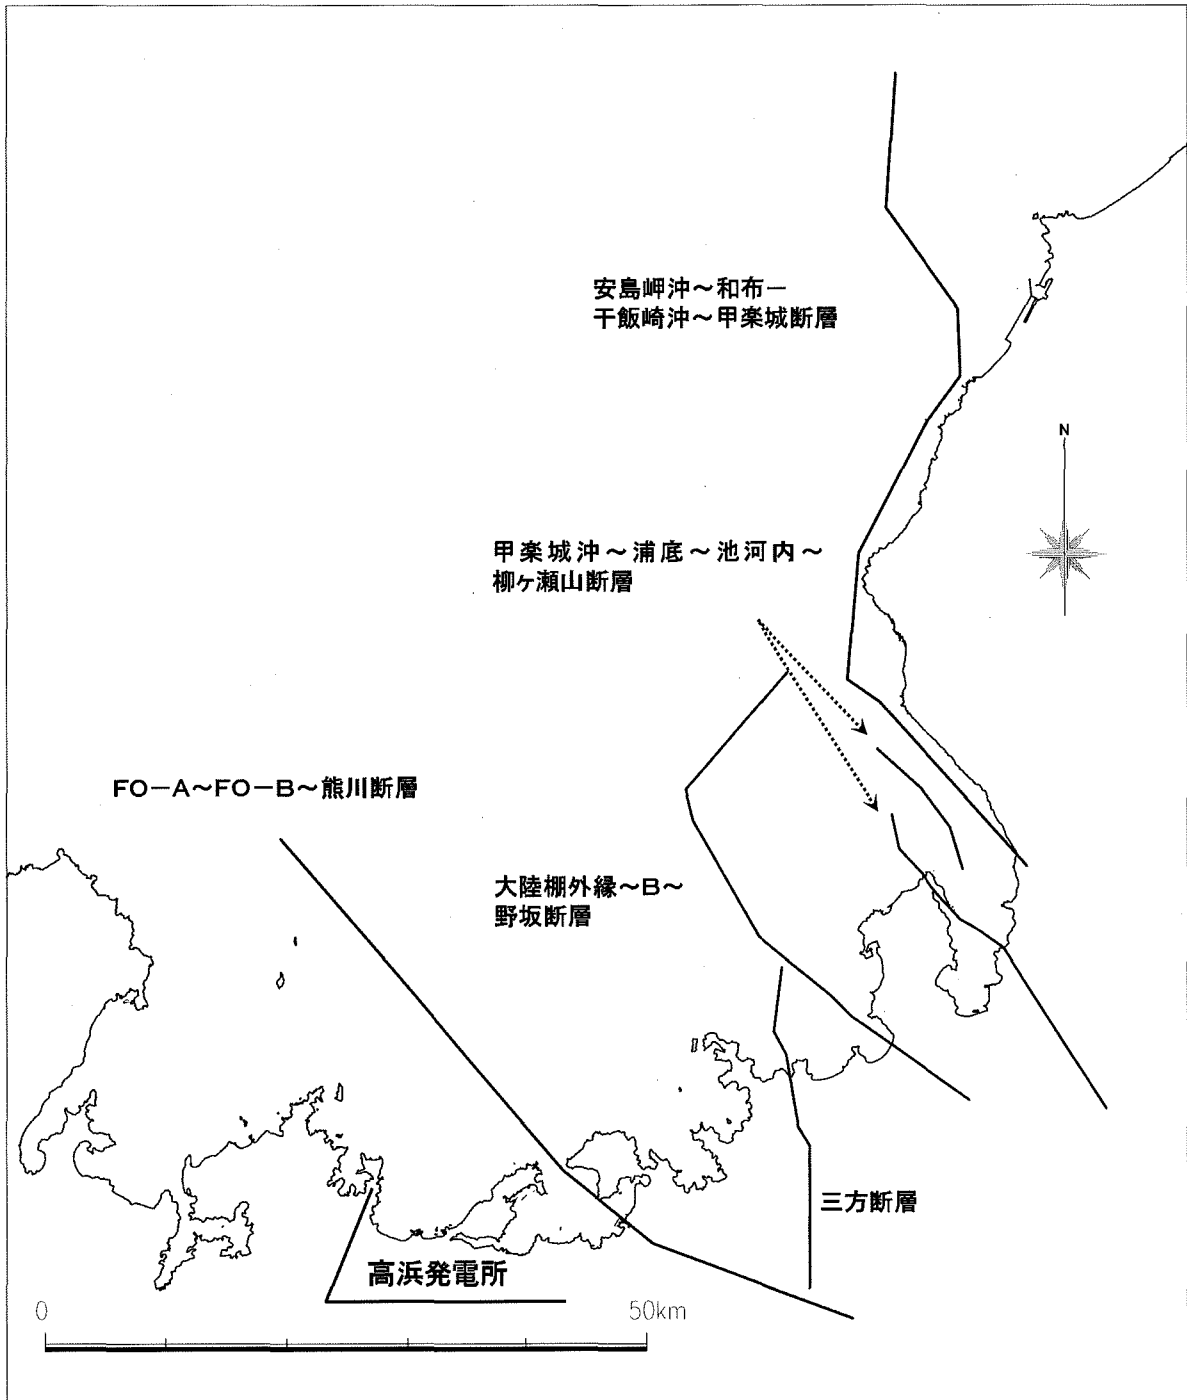 安島岬沖～和布－
干飯崎沖～甲楽城断層
N
甲楽城沖～浦底～池河内～
柳ヶ瀬山断層
FO－A～FO－B～熊川断層
大陸棚外縁～B～
野坂断層
三方断層
高浜発電所
0 50km